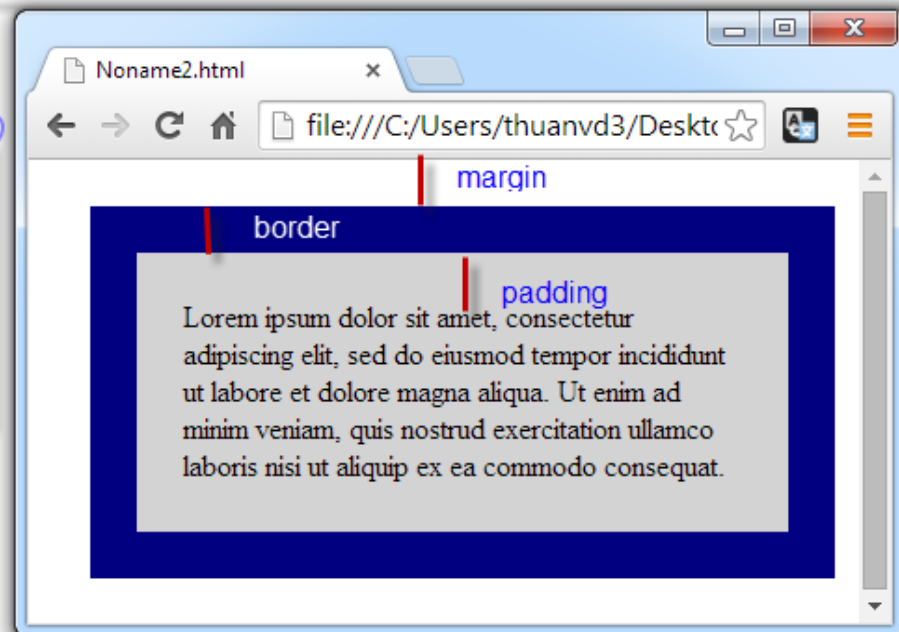 Noname2.html
file:///C:/Users/thuanvd3/Deskto
margin
border
padding
Lorem ipsum dolor sit amet, consectetur
adipiscing elit, sed do eiusmod tempor incididunt
ut labore et dolore magna aliqua. Ut enim ad
minim veniam, quis nostrud exercitation ullamco
laboris nisi ut aliquip ex ea commodo consequat.